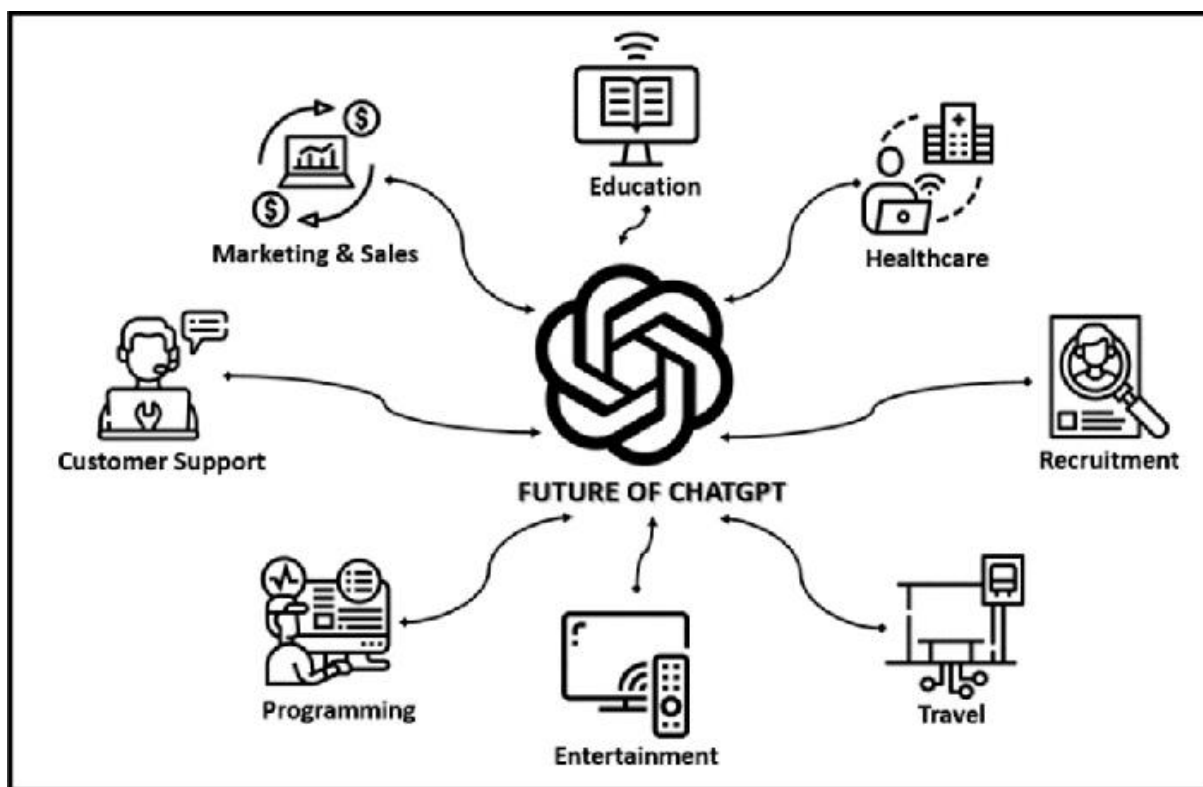 Education
Marketing & Sales
Healthcare
Customer Support
Recruitment
FUTURE OF CHATGPT
Programming
Travel
Entertainment